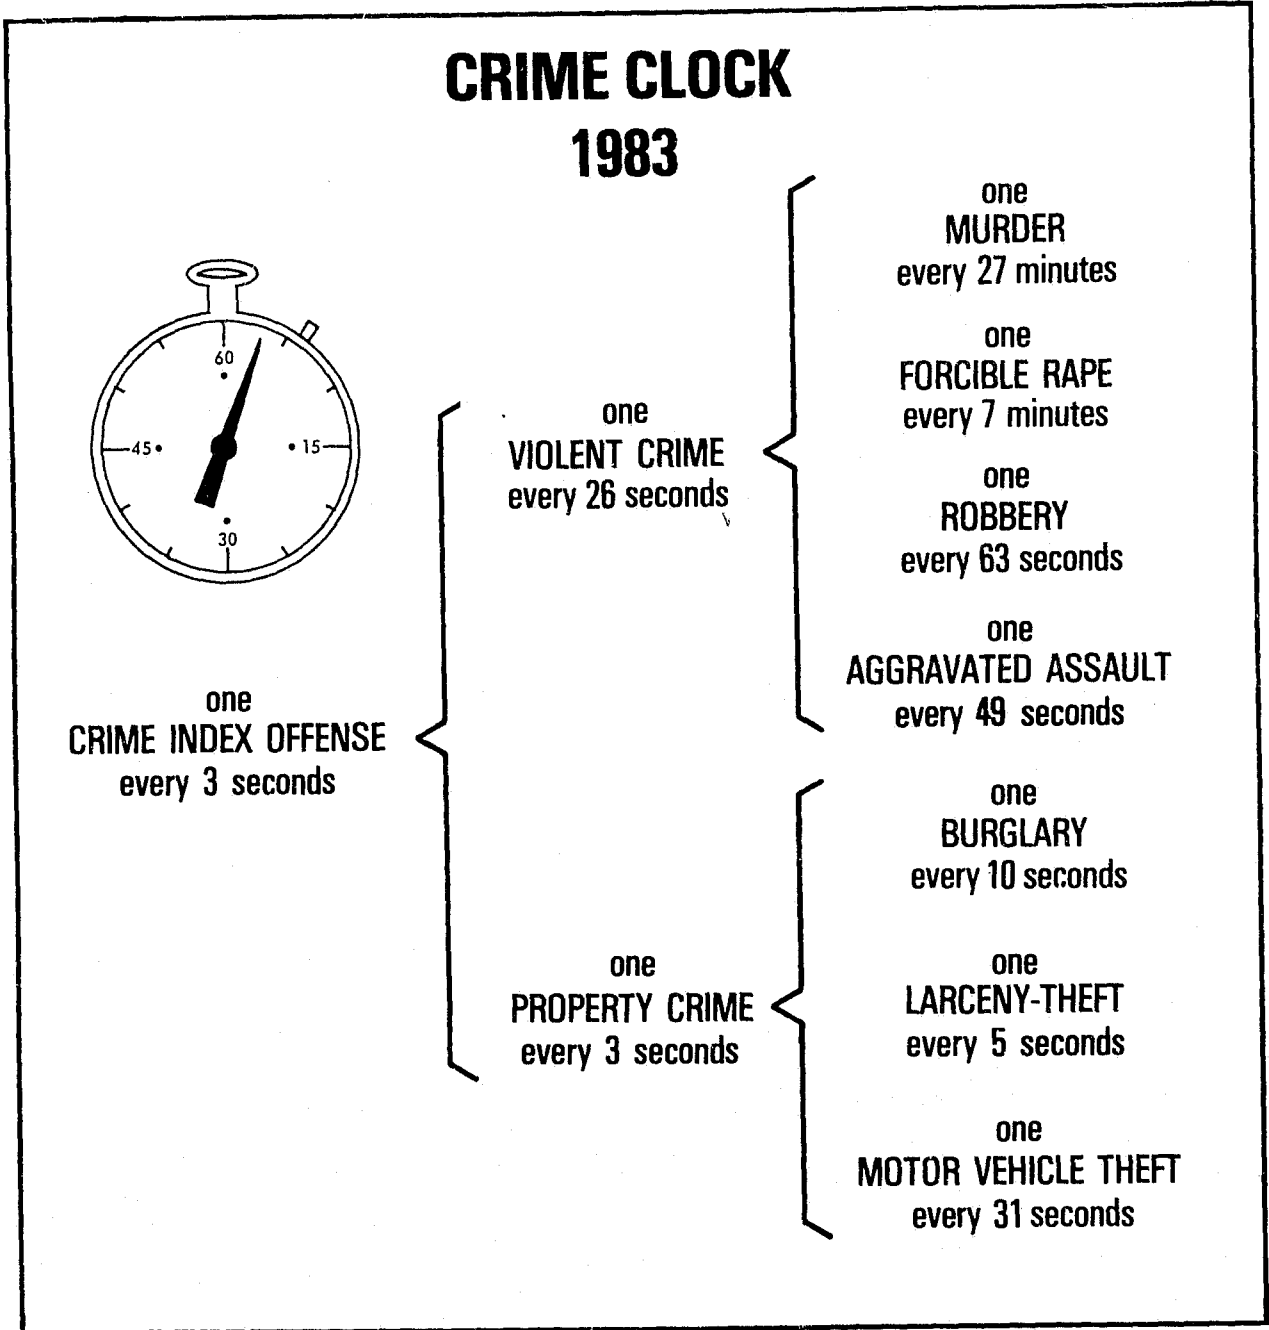 CRIME CLOCK
1983
60
15
30
45
one
CRIME INDEX OFFENSE
every 3 seconds
one
VIOLENT CRIME
every 26 seconds
one
PROPERTY CRIME
every 3 seconds
one
MURDER
every 27 minutes
one
FORCIBLE RAPE
every 7 minutes
one
ROBBERY
every 63 seconds
one
AGGRAVATED ASSAULT
every 49 seconds
one
BURGLARY
every 10 seconds
one
LARCENY-THEFT
every 5 seconds
one
MOTOR VEHICLE THEFT
every 31 seconds